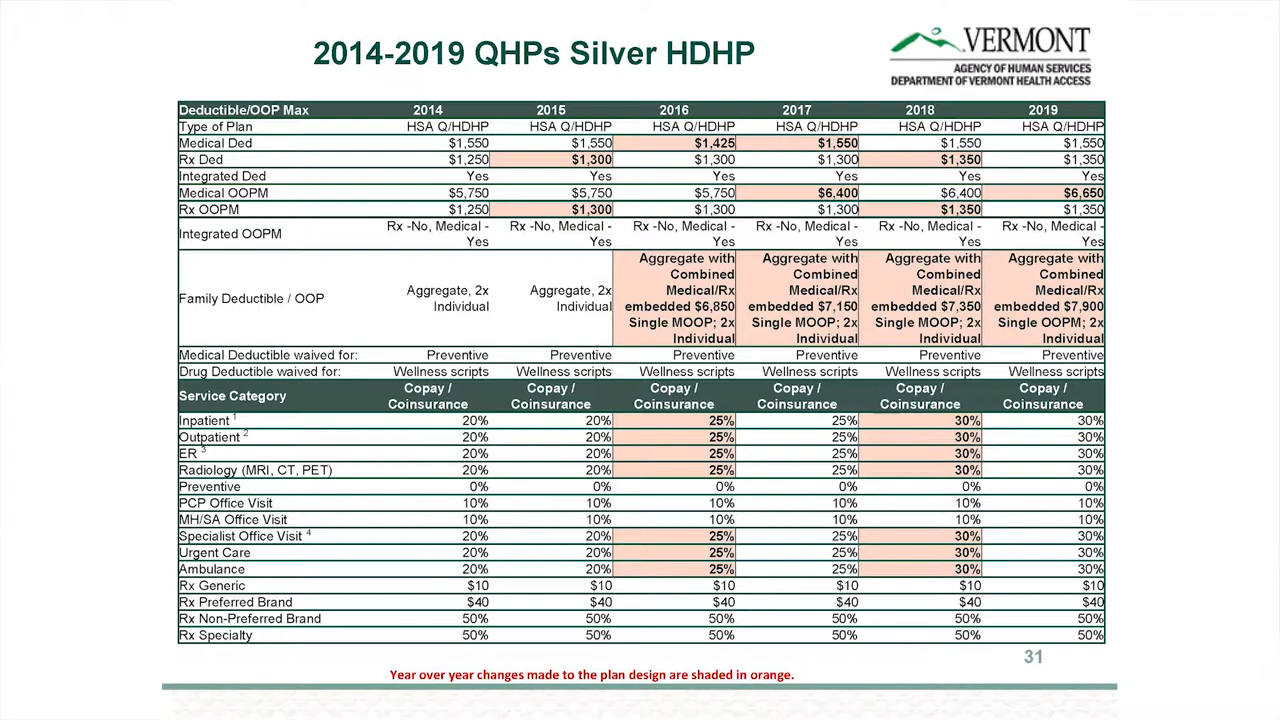 2014-2019 QHPs Silver HDHP
VERMONT
AGENCY OF HUMAN SERVICES
DEPARTMENT OF VERMONT HEALTH ACCESS
Deductible/OOP Max 2014 2015 2016 2017 2018 2019
Type of Plan HSA Q/HDHP HSA Q/HDHP HSA Q/HDHP HSA Q/HDHP HSA Q/HDHP HSA Q/HDHP
Medical Ded $1,550 $1,550 $1,425 $1,550 $1,550 $1,550
Rx Ded $1,250 $1,300 $1,300 $1,300 $1,350 $1,350
Integrated Ded Yes Yes Yes Yes Yes Yes
Medical OOPM $5,750 $5,750 $5,750 $6,400 $6,400 $6,650
Rx OOPM $1,250 $1,300 $1,300 $1,300 $1,350 $1,350
Integrated OOPM Rx -No, Medical - Rx -No, Medical - Rx -No, Medical - Rx -No, Medical - Rx -No, Medical - Rx -No, Medical -
Yes Yes Yes Yes Yes Yes
Family Deductible / OOP Aggregate, 2x Aggregate, 2x Aggregate with Aggregate with Aggregate with Aggregate with
Individual Individual Combined Combined Combined Combined
Medical/Rx Medical/Rx Medical/Rx Medical/Rx
embedded $6,850 embedded $7,150 embedded $7,350 embedded $7,900
Single MOOP; 2x Single MOOP; 2x Single MOOP; 2x Single OOPM; 2x
Individual Individual Individual Individual
Medical Deductible waived for: Preventive Preventive Preventive Preventive Preventive Preventive
Drug Deductible waived for: Wellness scripts Wellness scripts Wellness scripts Wellness scripts Wellness scripts Wellness scripts
Service Category Copay / Copay / Copay / Copay / Copay / Copay /
Coinsurance Coinsurance Coinsurance Coinsurance Coinsurance Coinsurance
Inpatient 1 20% 20% 25% 25% 30% 30%
Outpatient 2 20% 20% 25% 25% 30% 30%
ER 3 20% 20% 25% 25% 30% 30%
Radiology (MRI, CT, PET) 20% 20% 25% 25% 30% 30%
Preventive 0% 0% 0% 0% 0% 0%
PCP Office Visit 10% 10% 10% 10% 10% 10%
MH/SA Office Visit 10% 10% 10% 10% 10% 10%
Specialist Office Visit 4 20% 20% 25% 25% 30% 30%
Urgent Care 20% 20% 25% 25% 30% 30%
Ambulance 20% 20% 25% 25% 30% 30%
Rx Generic $10 $10 $10 $10 $10 $10
Rx Preferred Brand $40 $40 $40 $40 $40 $40
Rx Non-Preferred Brand 50% 50% 50% 50% 50% 50%
Rx Specialty 50% 50% 50% 50% 50% 50%
31
Year over year changes made to the plan design are shaded in orange.